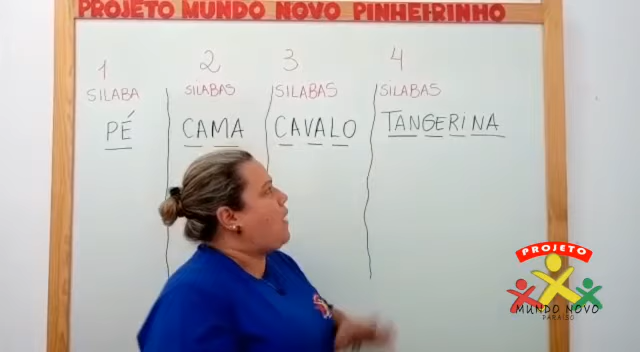 PROJETO MUNDO NOVO PINHEIRINHO
1 2 3 4
SILABA SILABAS SILABAS SILABAS
PÉ CAMA CAVALO TANGERINA
PROJETO
MUNDO NOVO
PARAISO